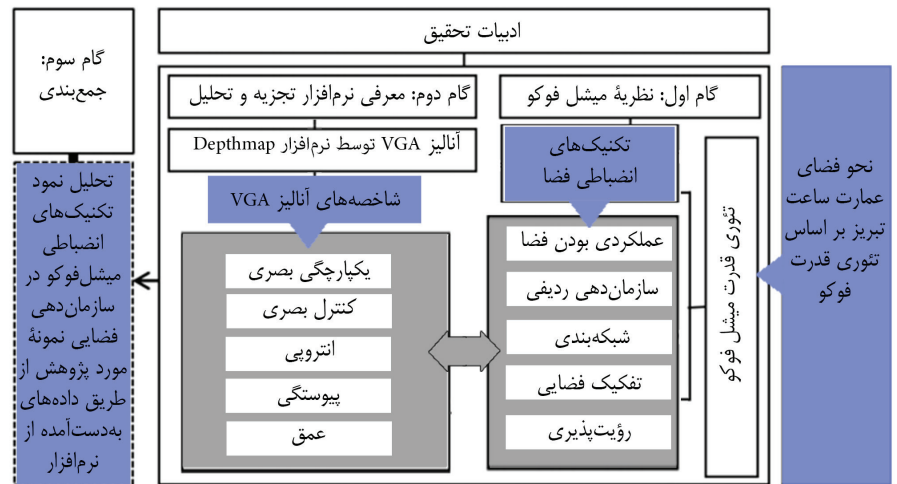 ادبیات تحقیق
نحو فضای
عمارت ساعت
تبریز بر اساس
تئوری قدرت
فوکو
گام اول: نظریهٔ میشل فوکو
تئوری قدرت میشل فوکو
تکنیک‌های
انضباطی فضا
عملکردی بودن فضا
سازمان‌دهی ردیفی
شبکه‌بندی
تفکیک فضایی
رؤیت‌پذیری
گام دوم: معرفی نرم‌افزار تجزیه و تحلیل
آنالیز VGA توسط نرم‌افزار Depthmap
شاخصه‌های آنالیز VGA
یکپارچگی بصری
کنترل بصری
انتروپی
پیوستگی
عمق
گام سوم:
جمع‌بندی
تحلیل نمود
تکنیک‌های
انضباطی
میشل‌فوکو در
سازمان‌دهی
فضایی نمونهٔ
مورد پژوهش از
طریق داده‌های
به‌دست‌آمده از
نرم‌افزار